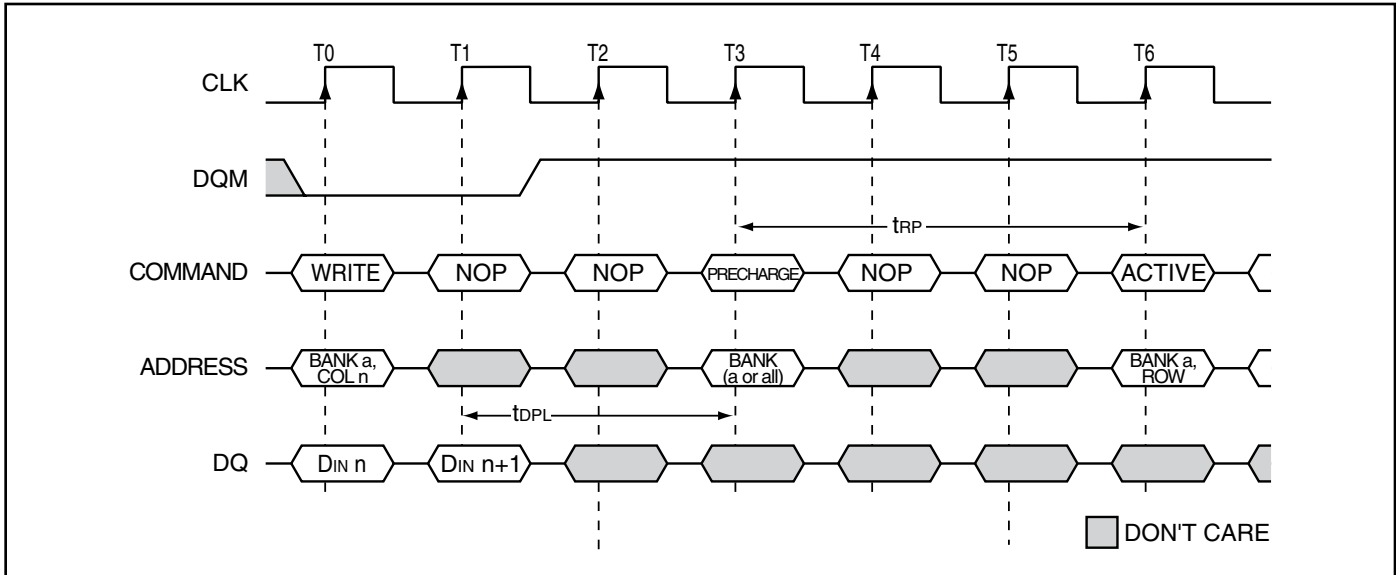 T0 T1 T2 T3 T4 T5 T6
CLK
DQM
tRP
COMMAND WRITE NOP NOP PRECHARGE NOP NOP ACTIVE
ADDRESS BANK a, COL n BANK (a or all) BANK a, ROW
tDPL
DQ DIN n DIN n+1
DON'T CARE